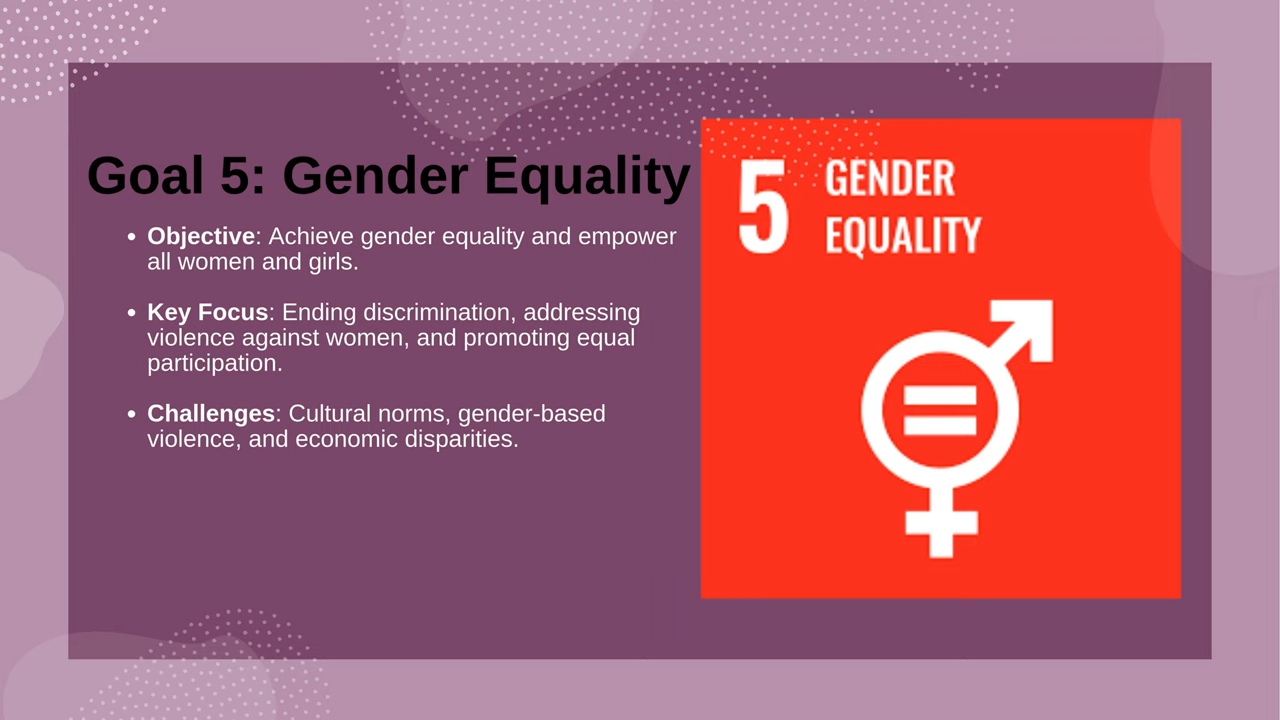 Goal 5: Gender Equality
• Objective: Achieve gender equality and empower
all women and girls.
• Key Focus: Ending discrimination, addressing
violence against women, and promoting equal
participation.
• Challenges: Cultural norms, gender-based
violence, and economic disparities.
5 GENDER
EQUALITY